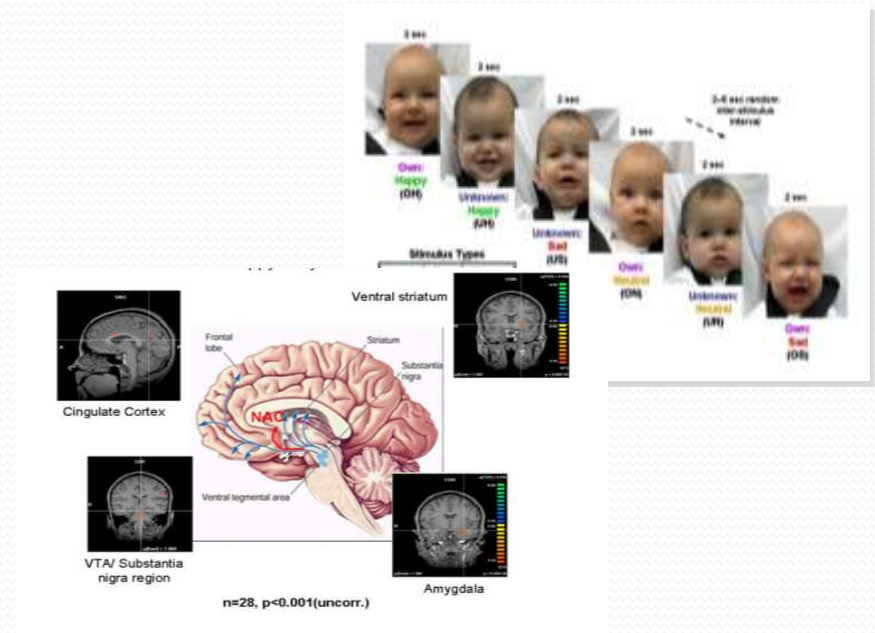 2 sec
2 sec
2 sec
2 sec
2 sec
2 sec
2-6 sec random
inter-stimulus
interval
Own:
Happy
(OH)
Unknown:
Happy
(UH)
Unknown:
Sad
(US)
Own:
Neutral
(ON)
Unknown:
Neutral
(UN)
Own:
Sad
(OS)
Stimulus Types
Ventral striatum
Cingulate Cortex
Frontal
lobe
Striatum
Substantia
nigra
NAC
Ventral tegmental area
VTA/ Substantia
nigra region
Amygdala
n=28, p<0.001(uncorr.)